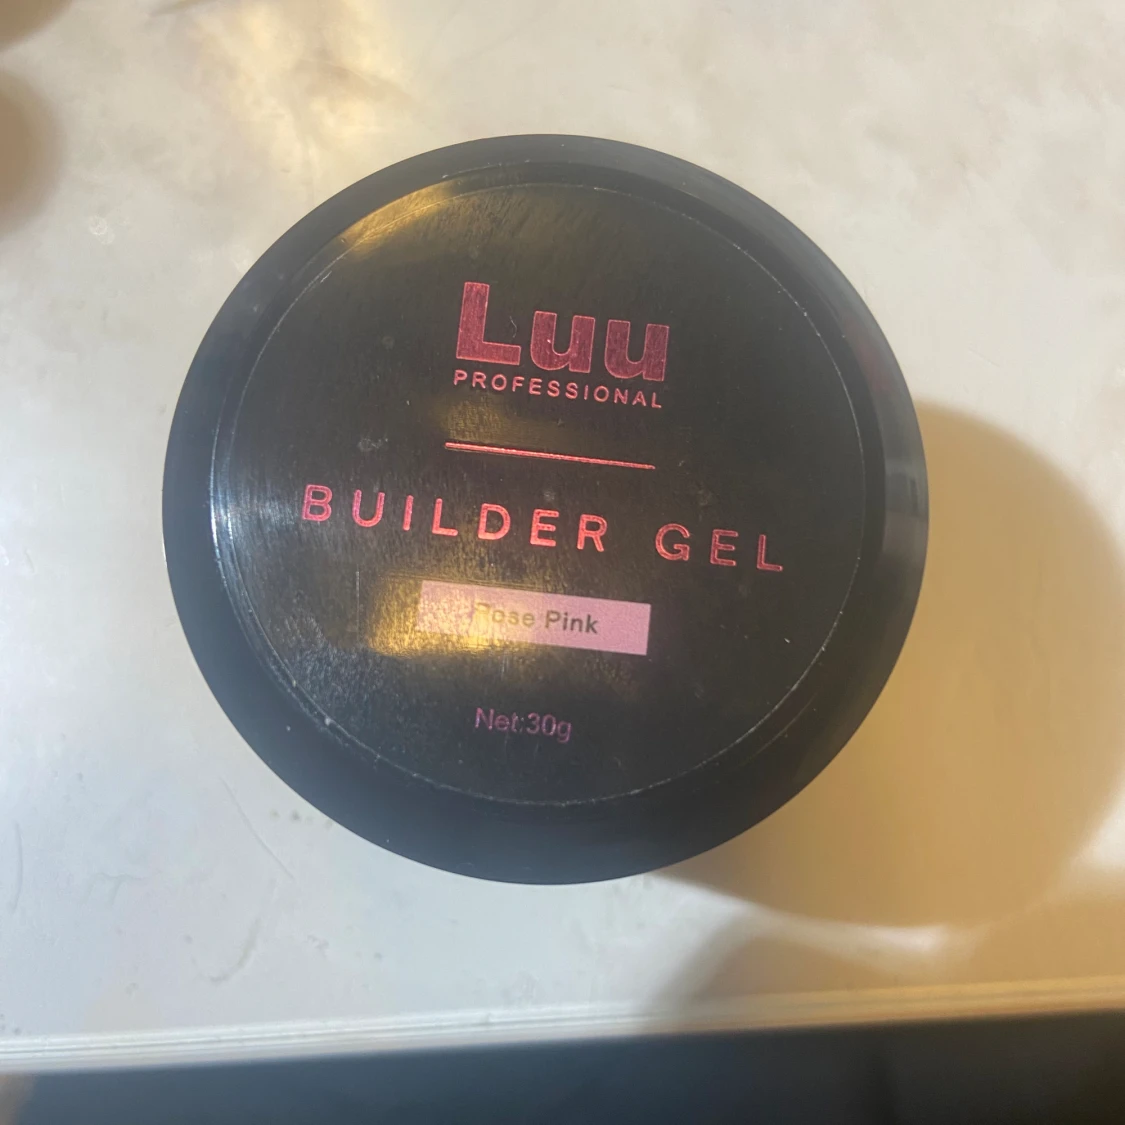 Luu
PROFESSIONAL
BUILDER GEL
Rose Pink
Net:30g